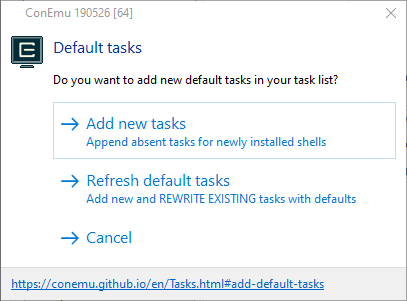 ConEmu 190526 [64]
Default tasks
Do you want to add new default tasks in your task list?
Add new tasks
Append absent tasks for newly installed shells
Refresh default tasks
Add new and REWRITE EXISTING tasks with defaults
Cancel
https://conemu.github.io/en/Tasks.html#add-default-tasks